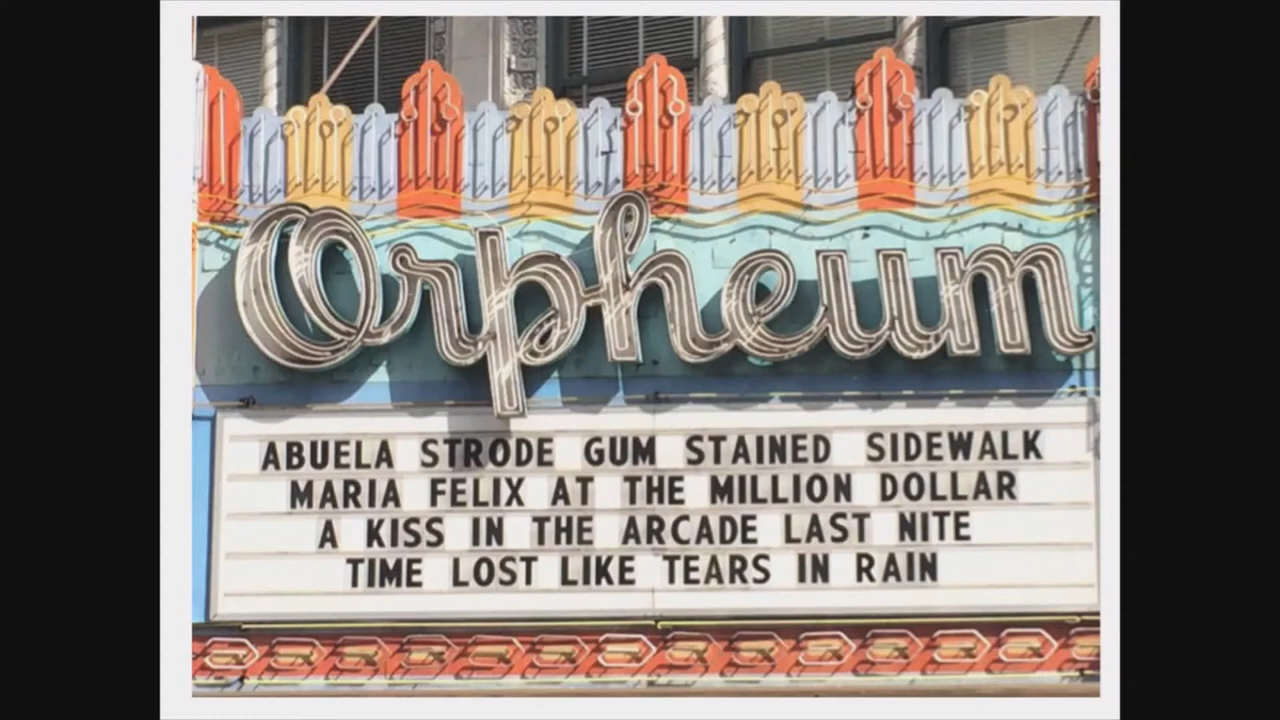 Orpheum
ABUELA STRODE GUM STAINED SIDEWALK
MARIA FELIX AT THE MILLION DOLLAR
A KISS IN THE ARCADE LAST NITE
TIME LOST LIKE TEARS IN RAIN